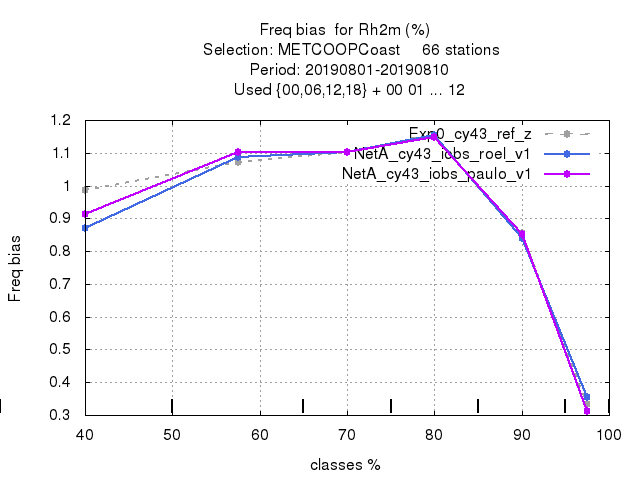 Freq bias  for Rh2m (%)
Selection: METCOOPCoast     66 stations
Period: 20190801-20190810
Used {00,06,12,18} + 00 01 ... 12
Exp0_cy43_ref_z
NetA_cy43_iobs_roel_v1
NetA_cy43_iobs_paulo_v1
1.2
1.1
1
0.9
0.8
0.7
0.6
0.5
0.4
0.3
Freq bias
40 50 60 70 80 90 100
classes %